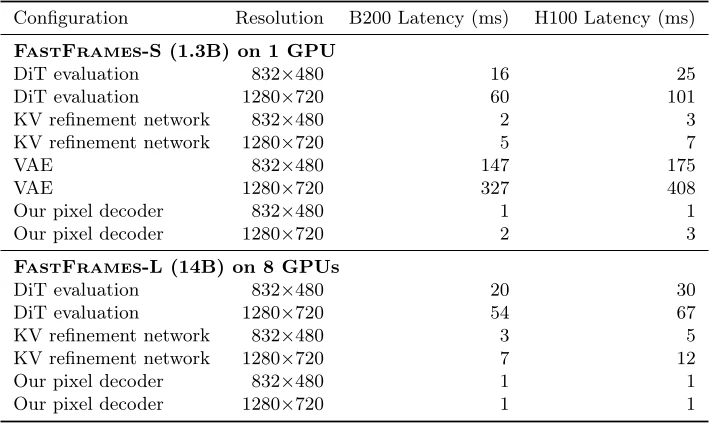 Configuration Resolution B200 Latency (ms) H100 Latency (ms)
FastFrames-S (1.3B) on 1 GPU
DiT evaluation 832×480 16 25
DiT evaluation 1280×720 60 101
KV refinement network 832×480 2 3
KV refinement network 1280×720 5 7
VAE 832×480 147 175
VAE 1280×720 327 408
Our pixel decoder 832×480 1 1
Our pixel decoder 1280×720 2 3
FastFrames-L (14B) on 8 GPUs
DiT evaluation 832×480 20 30
DiT evaluation 1280×720 54 67
KV refinement network 832×480 3 5
KV refinement network 1280×720 7 12
Our pixel decoder 832×480 1 1
Our pixel decoder 1280×720 1 1